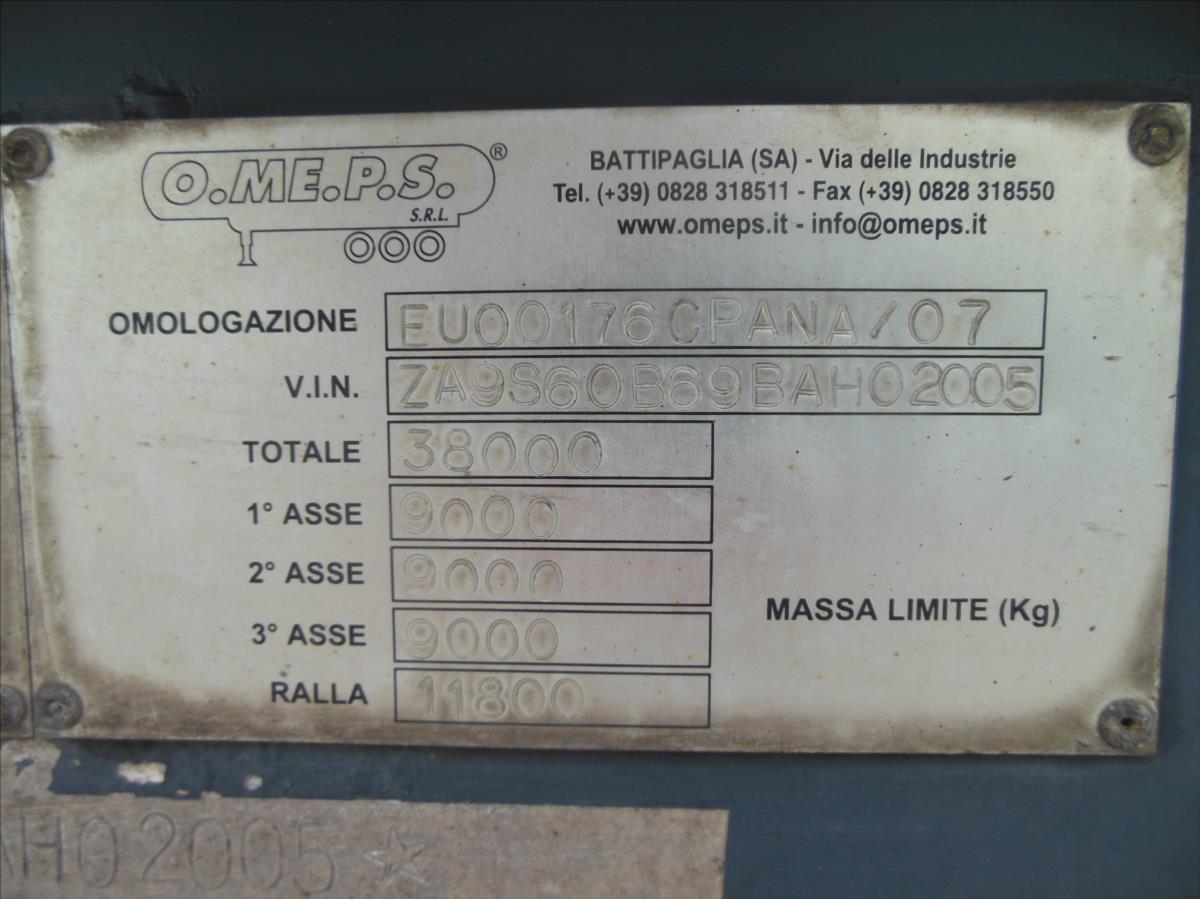 O.ME.P.S.®
S.R.L.
BATTIPAGLIA (SA) - Via delle Industrie
Tel. (+39) 0828 318511 - Fax (+39) 0828 318550
www.omeps.it - info@omeps.it
OMOLOGAZIONE EU00176CPANA/07
V.I.N. ZA9S60B69BAH02005
TOTALE 38000
1° ASSE 9000
2° ASSE 9000
3° ASSE 9000
RALLA 11800
MASSA LIMITE (Kg)
AH02005☆